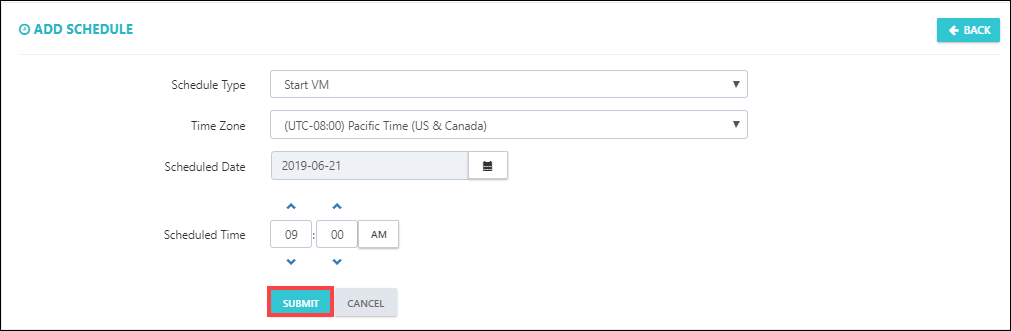 ADD SCHEDULE
BACK
Schedule Type Start VM
Time Zone (UTC-08:00) Pacific Time (US & Canada)
Scheduled Date 2019-06-21
Scheduled Time 09 : 00 AM
SUBMIT CANCEL